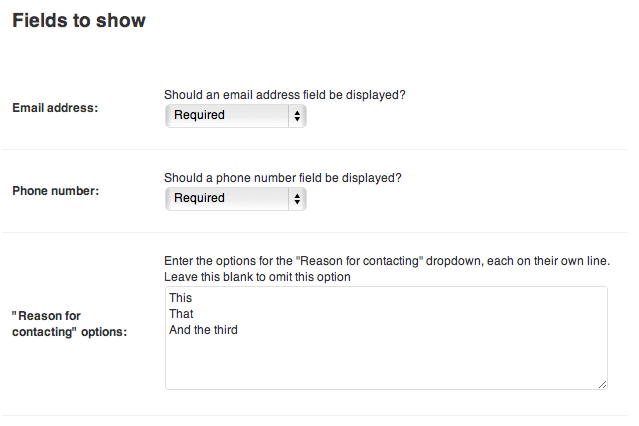 Fields to show
Should an email address field be displayed?
Email address:
Required
Should a phone number field be displayed?
Phone number:
Required
Enter the options for the "Reason for contacting" dropdown, each on their own line.
Leave this blank to omit this option
"Reason for
contacting" options:
This
That
And the third